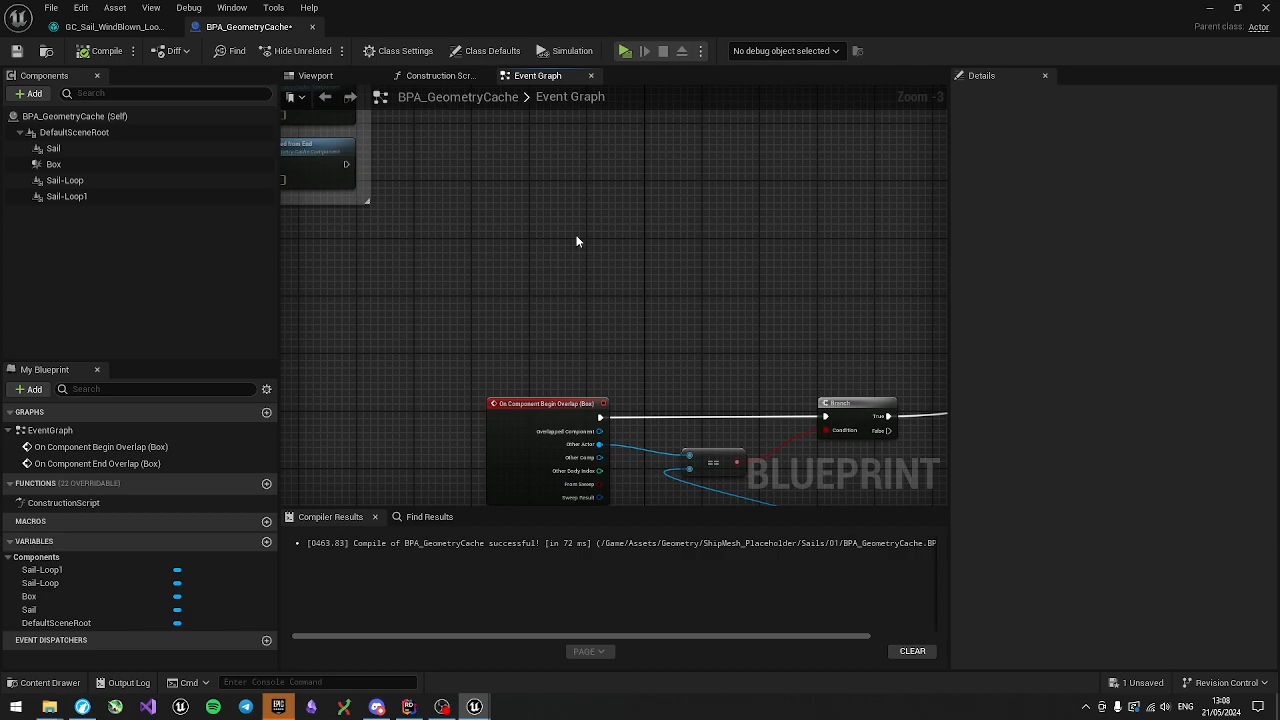 File Edit Asset View Debug Window Tools Help
GC_Sail_WindBlown_Loo... BPA_GeometryCache•
Parent class: Actor
Compile Diff Find Hide Unrelated Class Settings Class Defaults Simulation No debug object selected
Components
Viewport Construction Scr... Event Graph Details
Add Search
BPA_GeometryCache > Event Graph Zoom -3
BPA_GeometryCache (Self)
DefaultSceneRoot
Sail
Box
Sail-Loop
Sail-Loop1
ed from End
metry Cache Component
My Blueprint
Add Search
GRAPHS
EventGraph
On Component Begin Overlap (Box)
On Component End Overlap (Box)
FUNCTIONS (22 OVERRIDABLE)
ConstructionScript
MACROS
VARIABLES
Components
Sail-Loop1
Sail-Loop
Box
Sail
DefaultSceneRoot
EVENT DISPATCHERS
On Component Begin Overlap (Box)
Overlapped Component
Other Actor
Other Comp
Other Body Index
From Sweep
Sweep Result
==
Branch
True
Condition False
BLUEPRINT
Compiler Results Find Results
[0463.83] Compile of BPA_GeometryCache successful! [in 72 ms] (/Game/Assets/Geometry/ShipMesh_Placeholder/Sails/01/BPA_GeometryCache.BP
PAGE
CLEAR
Content Drawer Output Log Cmd Enter Console Command 1 Unsaved Revision Control
ENG
13:08
21/05/2024